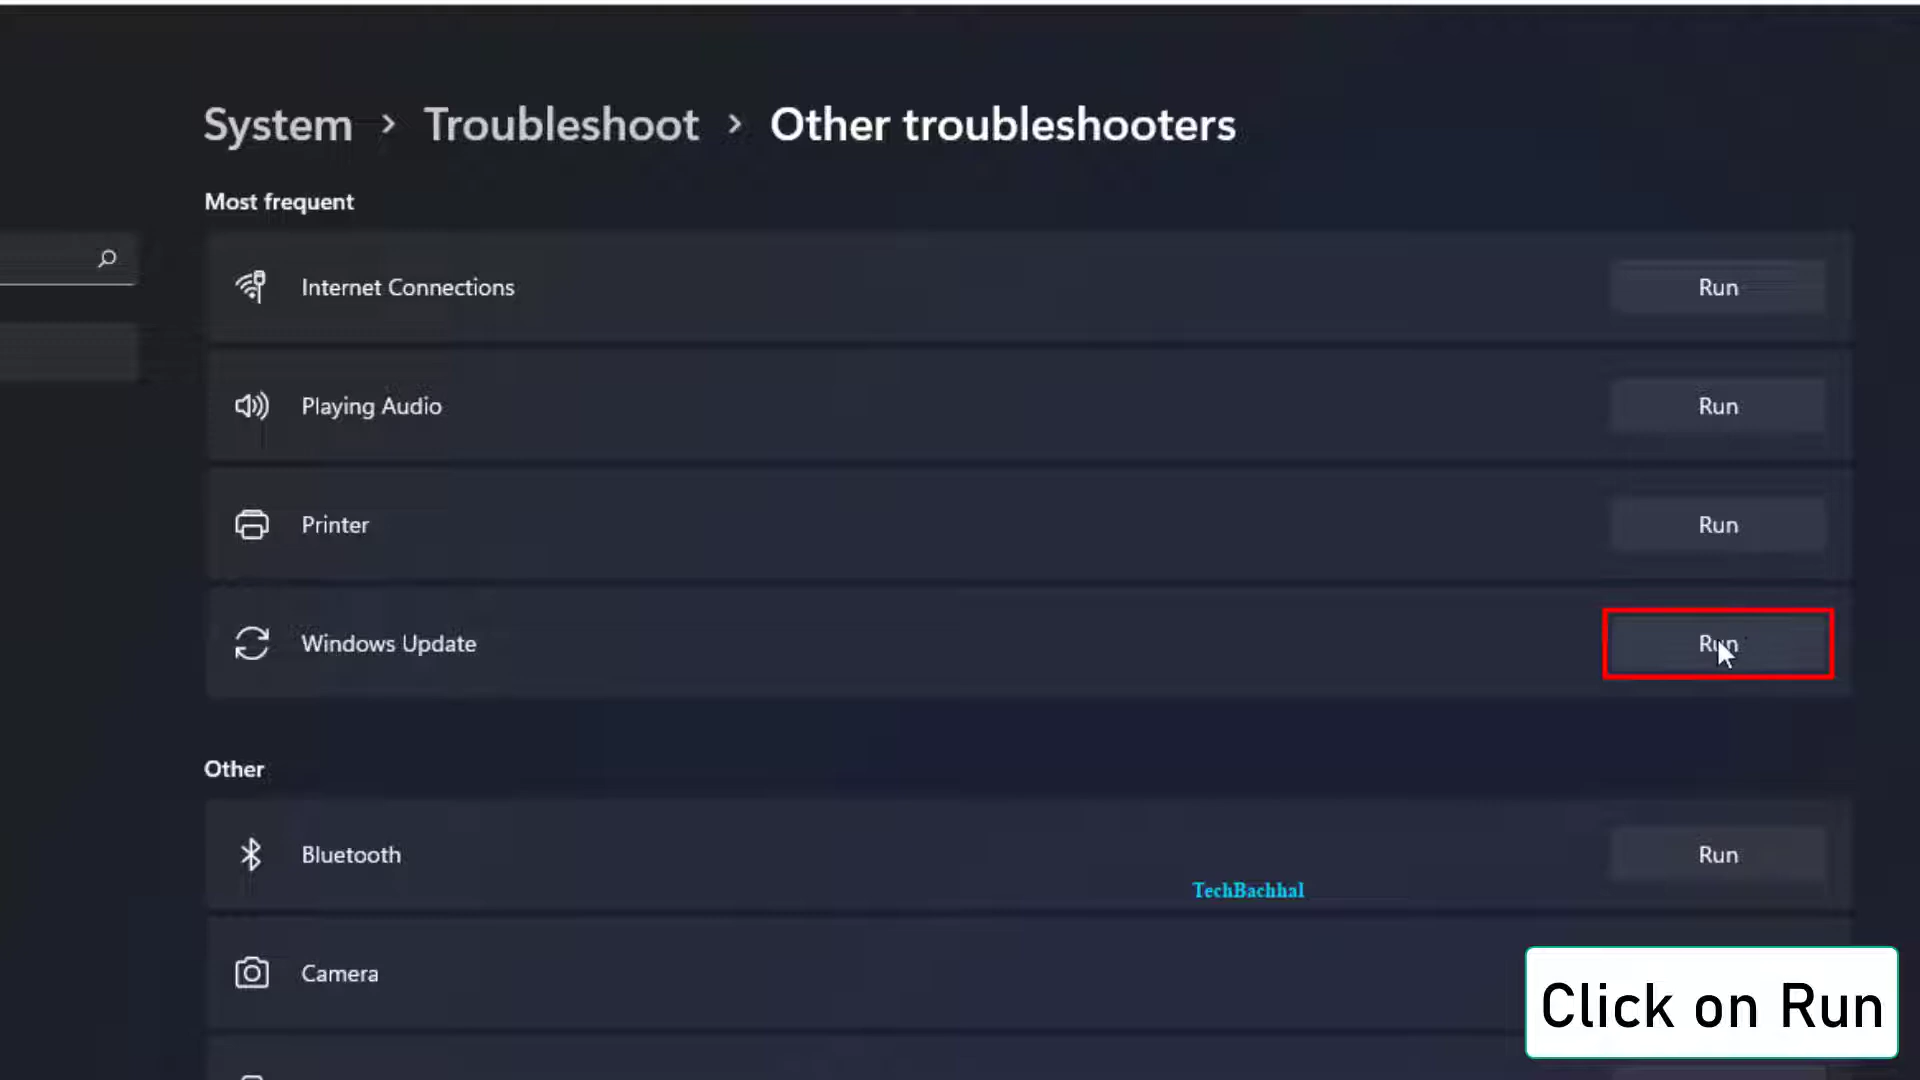 System > Troubleshoot > Other troubleshooters
Most frequent
Internet Connections
Run
Playing Audio
Run
Printer
Run
Windows Update
Run
Other
Bluetooth
Run
TechBachhal
Camera
Click on Run